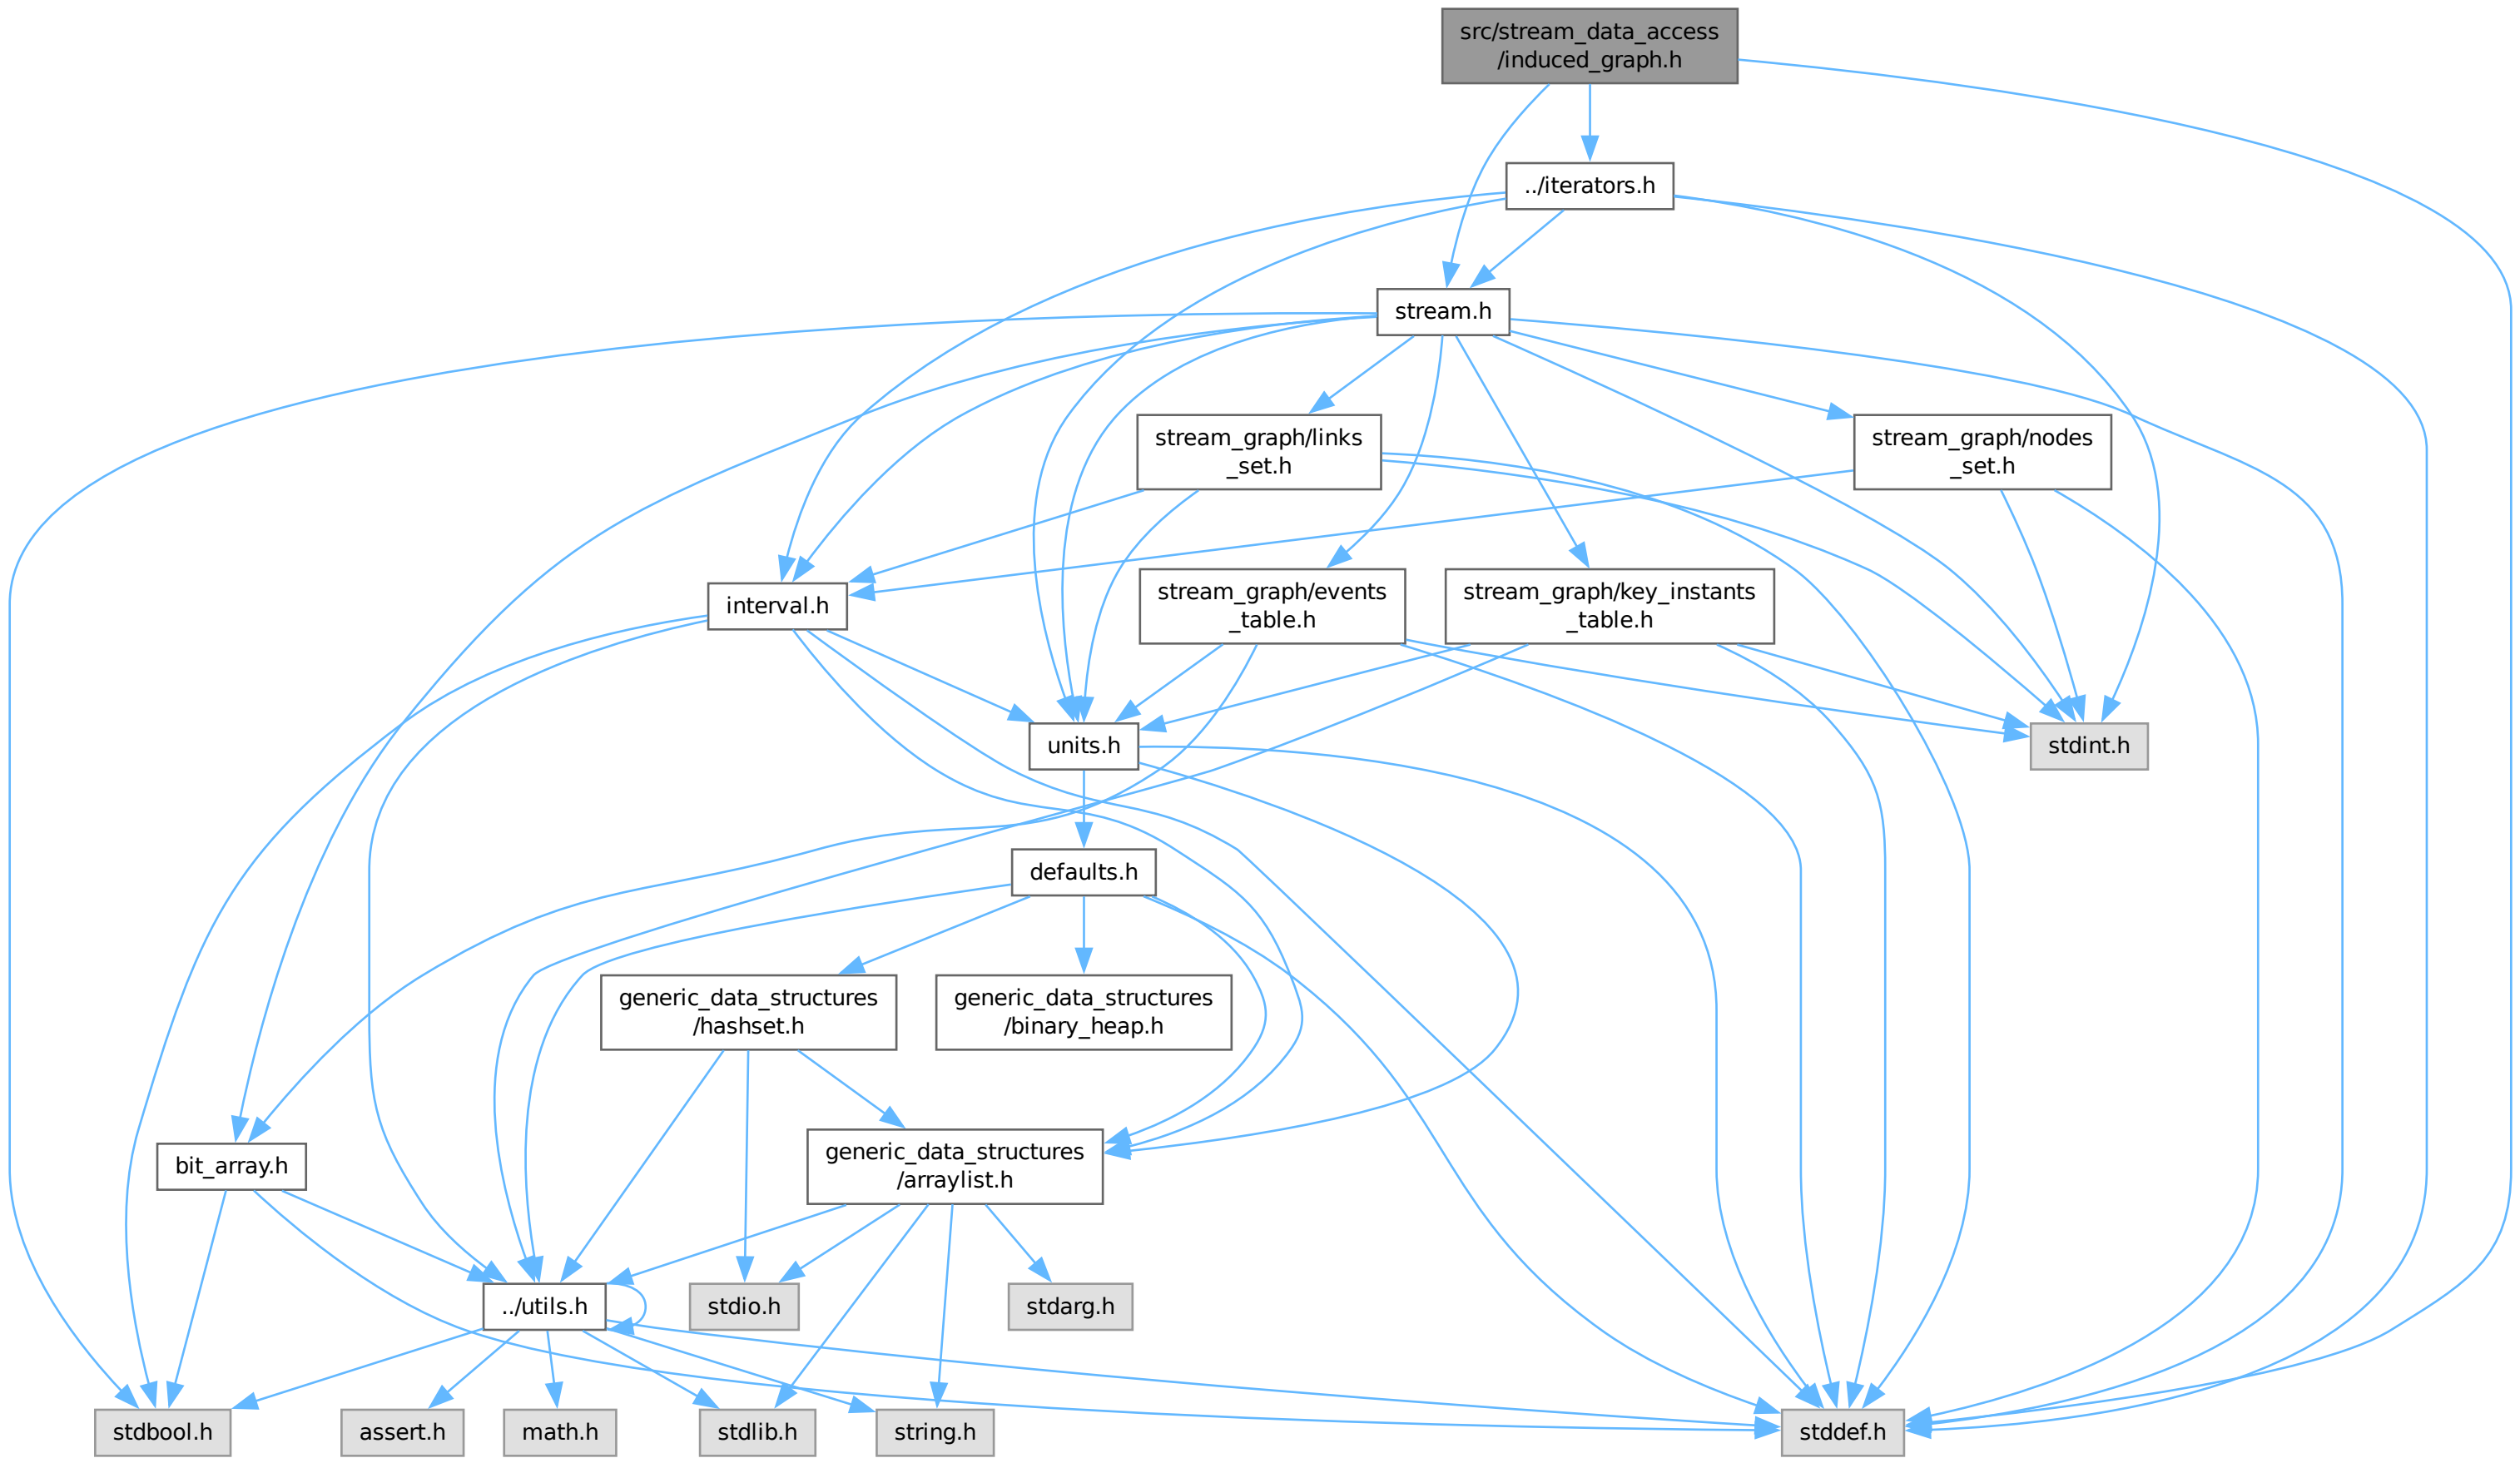 src/stream_data_access
/induced_graph.h
../iterators.h
stream.h
stream_graph/links
_set.h
stream_graph/nodes
_set.h
interval.h
stream_graph/events
_table.h
stream_graph/key_instants
_table.h
units.h
stdint.h
defaults.h
generic_data_structures
/hashset.h
generic_data_structures
/binary_heap.h
bit_array.h
generic_data_structures
/arraylist.h
../utils.h
stdio.h
stdarg.h
stdbool.h
assert.h
math.h
stdlib.h
string.h
stddef.h